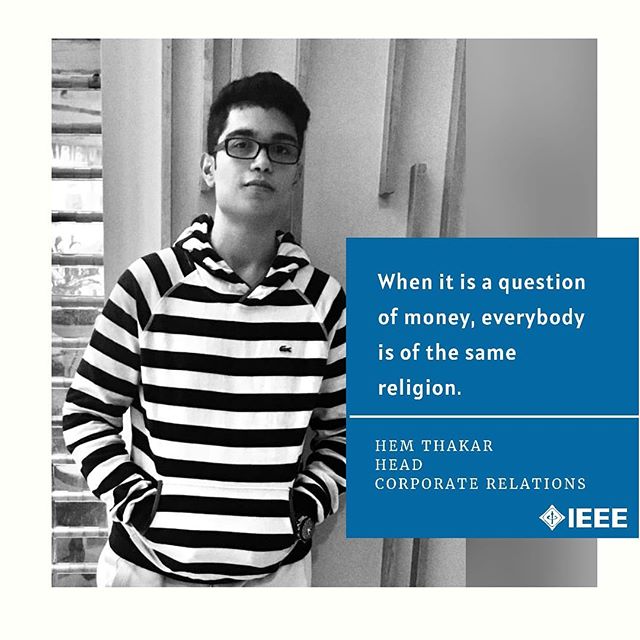 When it is a question
of money, everybody
is of the same
religion.
HEM THAKAR
HEAD
CORPORATE RELATIONS
IEEE